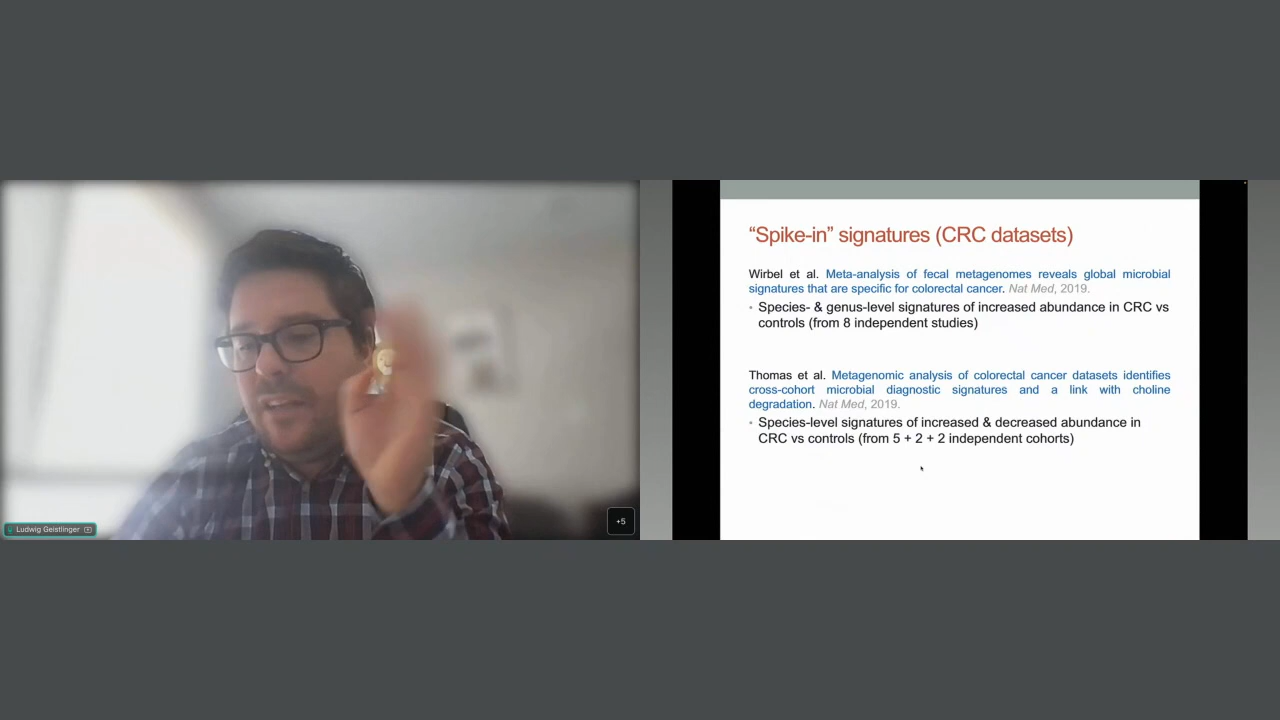 Ludwig Geistlinger
+5
“Spike-in” signatures (CRC datasets)
Wirbel et al. Meta-analysis of fecal metagenomes reveals global microbial
signatures that are specific for colorectal cancer. Nat Med, 2019.
• Species- & genus-level signatures of increased abundance in CRC vs
controls (from 8 independent studies)
Thomas et al. Metagenomic analysis of colorectal cancer datasets identifies
cross-cohort microbial diagnostic signatures and a link with choline
degradation. Nat Med, 2019.
• Species-level signatures of increased & decreased abundance in
CRC vs controls (from 5 + 2 + 2 independent cohorts)